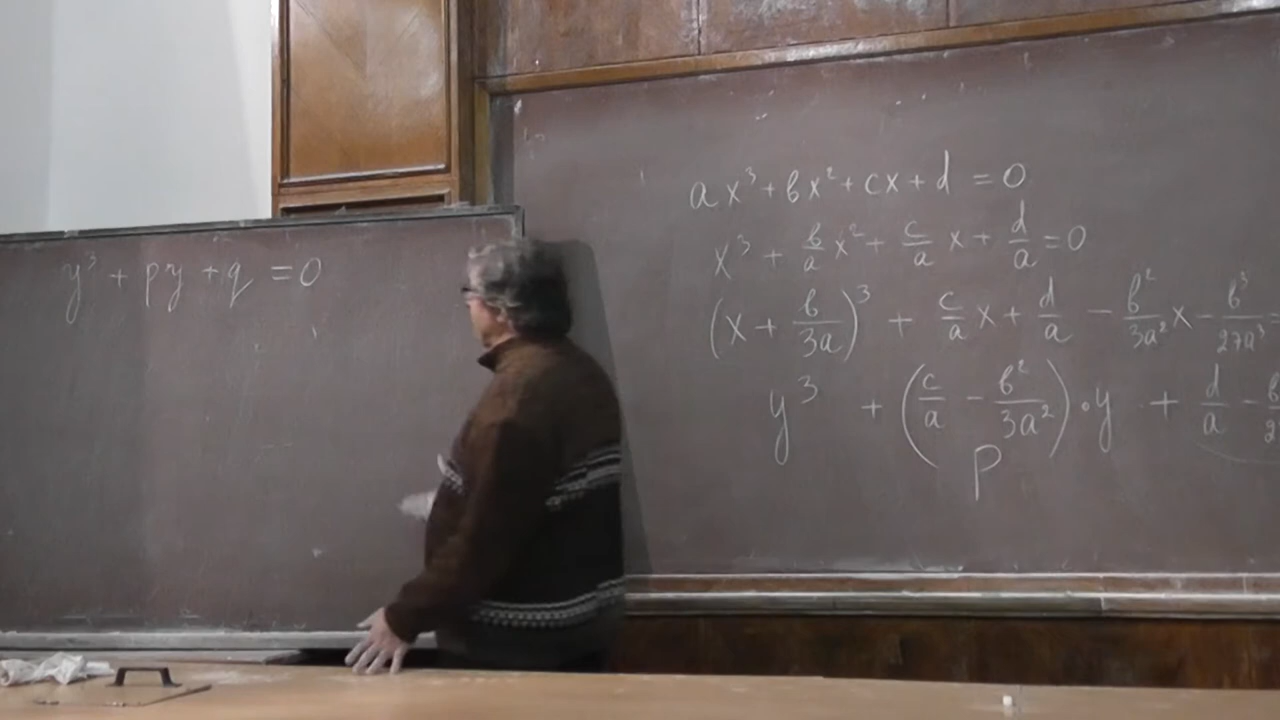 y³ + py + q = 0
ax³ + bx² + cx + d = 0
x³ + b/a x² + c/a x + d/a = 0
(x + b/3a)³ + c/a x + d/a - b²/3a² x - b³/27a³ =
y³ + (c/a - b²/3a²) · y + d/a -
p